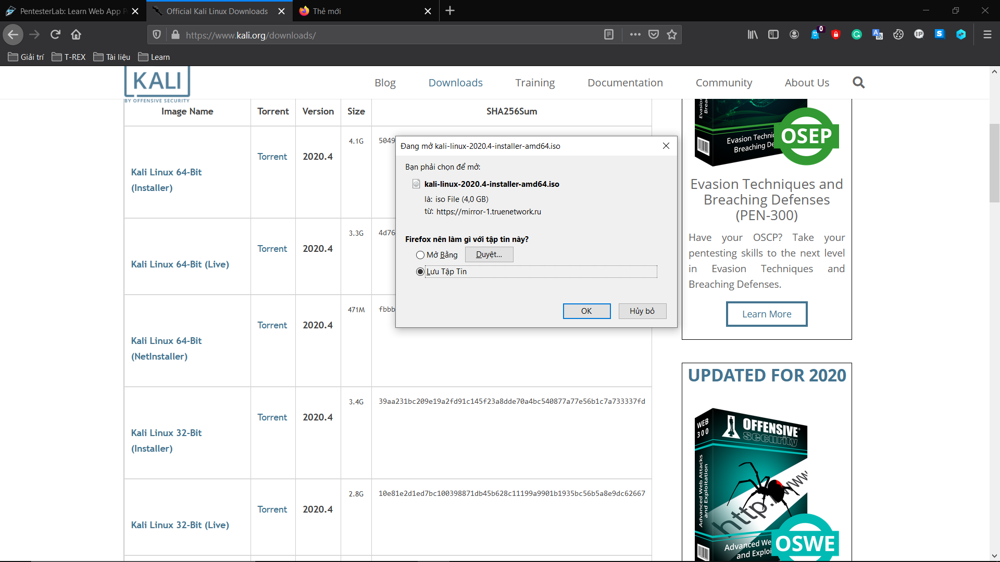 PentesterLab: Learn Web App P
Official Kali Linux Downloads
Thẻ mới
https://www.kali.org/downloads/
0
Giải trí
T-REX
Tài liệu
Learn
KALI
BY OFFENSIVE SECURITY
Blog
Downloads
Training
Documentation
Community
About Us
Image Name
Torrent
Version
Size
SHA256Sum
Kali Linux 64-Bit
(Installer)
Torrent
2020.4
4.1G
5049
Kali Linux 64-Bit (Live)
Torrent
2020.4
3.3G
4d76
Kali Linux 64-Bit
(NetInstaller)
Torrent
2020.4
471M
fbbb
Kali Linux 32-Bit
(Installer)
Torrent
2020.4
3.4G
39aa231bc209e19a2fd91c145f23a8dde70a4bc540877a77e56b1c7a733337fd
Kali Linux 32-Bit (Live)
Torrent
2020.4
2.8G
10e81e2d1ed7bc100398871db45b628c11199a9901b1935bc56b5a8e9dc62667
Đang mở kali-linux-2020.4-installer-amd64.iso
Bạn phải chọn để mở:
kali-linux-2020.4-installer-amd64.iso
là: iso File (4,0 GB)
từ: https://mirror-1.truenetwork.ru
Firefox nên làm gì với tập tin này?
Mở Bằng
Duyệt...
Lưu Tập Tin
OK
Hủy bỏ
Evasion Techni
Breaching De
OSEP
Evasion Techniques and
Breaching Defenses
(PEN-300)
Have your OSCP? Take your
pentesting skills to the next level
in Evasion Techniques and
Breaching Defenses.
Learn More
UPDATED FOR 2020
WEB
300
OFFENSIVE
security
Advanced Web Attacks
and Exploitation
http://www
Advanced We
and Exploi
OSWE